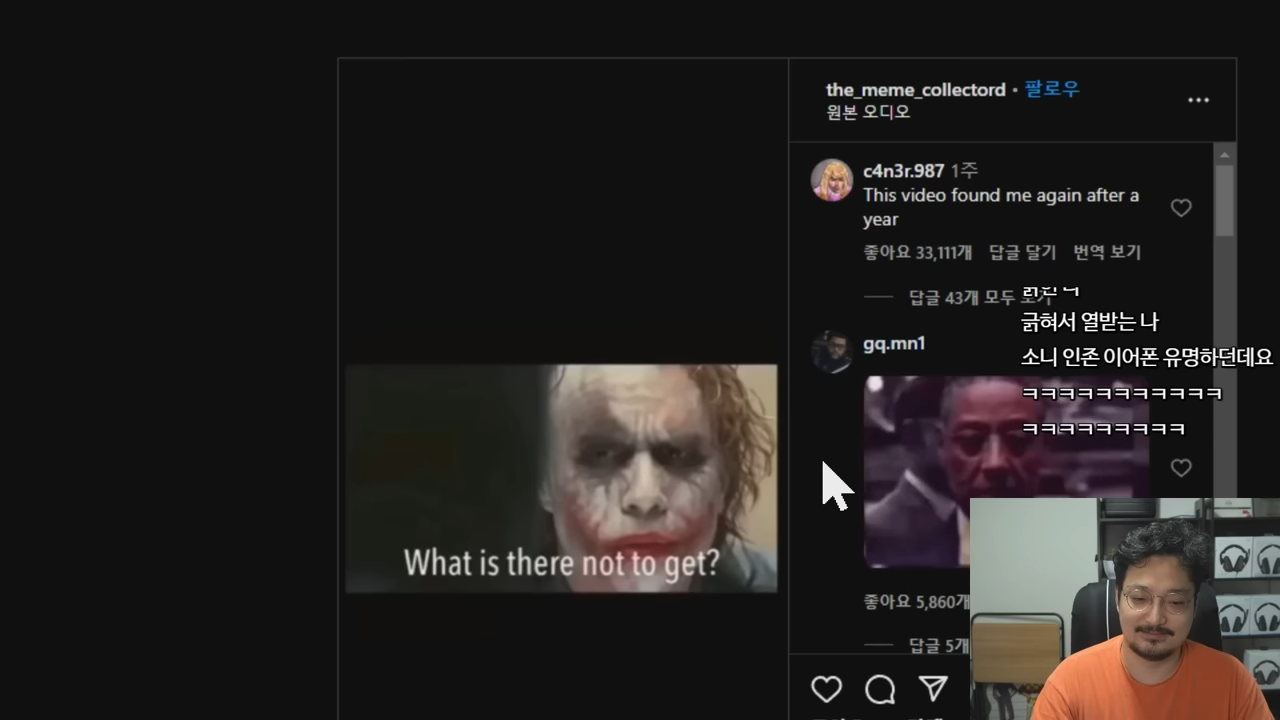 the_meme_collectord • 팔로우
원본 오디오
c4n3r.987 1주
This video found me again after a
year
좋아요 33,111개 답글 달기 번역 보기
답글 43개 모두 보기
긁혀서 열받는 나
gq.mn1
소니 인존 이어폰 유명하던데요
ㅋㅋㅋㅋㅋㅋㅋㅋㅋㅋㅋ
ㅋㅋㅋㅋㅋㅋㅋㅋㅋ
What is there not to get?
좋아요 5,860개
답글 5개